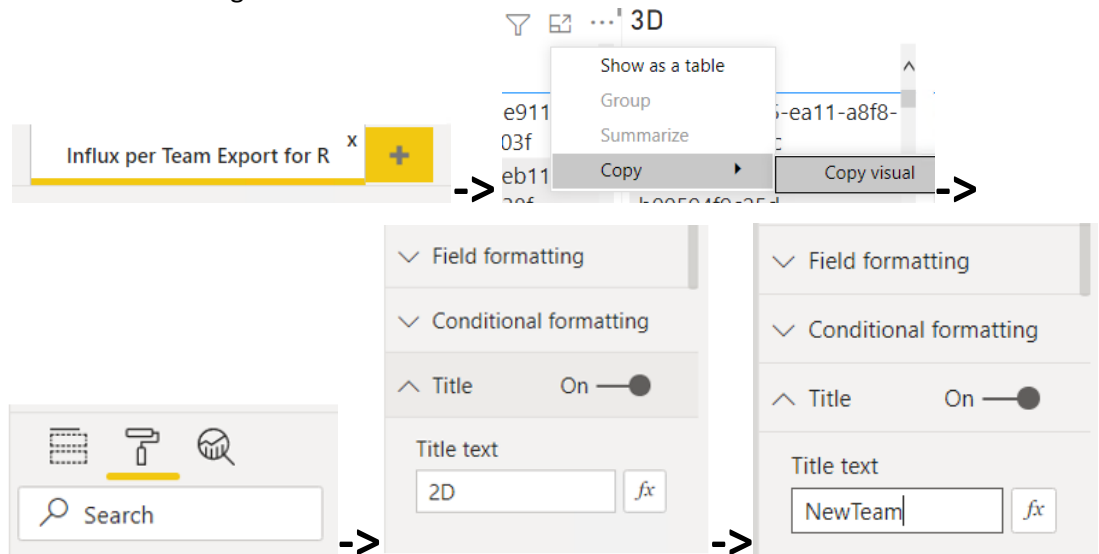 3D
Show as a table
Group
Summarize
Copy
Copy visual
e911
03f
eb11
-ea11-a8f8-
Influx per Team Export for R x +
->
->
Field formatting
Conditional formatting
Title On
Title text
2D fx
Search
->
->
Field formatting
Conditional formatting
Title On
Title text
NewTeam fx